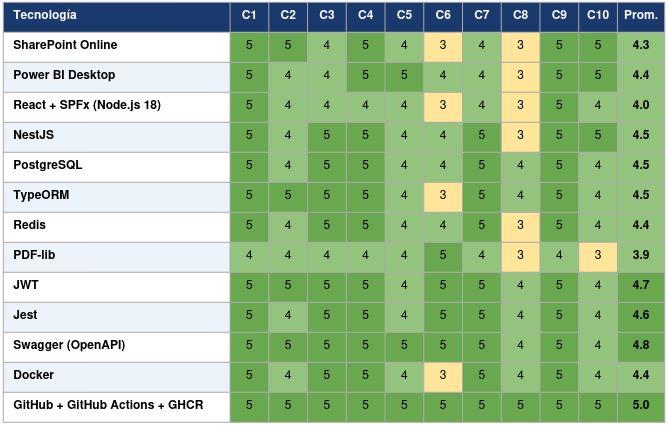 Tecnología C1 C2 C3 C4 C5 C6 C7 C8 C9 C10 Prom.
SharePoint Online 5 5 4 5 4 3 4 3 5 5 4.3
Power BI Desktop 5 4 4 5 5 4 4 3 5 5 4.4
React + SPFx (Node.js 18) 5 4 4 4 4 3 4 3 5 4 4.0
NestJS 5 4 5 5 4 4 5 3 5 5 4.5
PostgreSQL 5 4 5 5 4 4 5 4 5 4 4.5
TypeORM 5 5 5 5 4 3 5 4 5 4 4.5
Redis 5 4 5 5 4 4 5 3 5 4 4.4
PDF-lib 4 4 4 4 4 5 4 3 4 3 3.9
JWT 5 5 5 5 4 5 5 4 5 4 4.7
Jest 5 4 5 5 4 5 5 4 5 4 4.6
Swagger (OpenAPI) 5 5 5 5 5 5 5 4 5 4 4.8
Docker 5 4 5 5 4 3 5 4 5 4 4.4
GitHub + GitHub Actions + GHCR 5 5 5 5 5 5 5 5 5 5 5.0